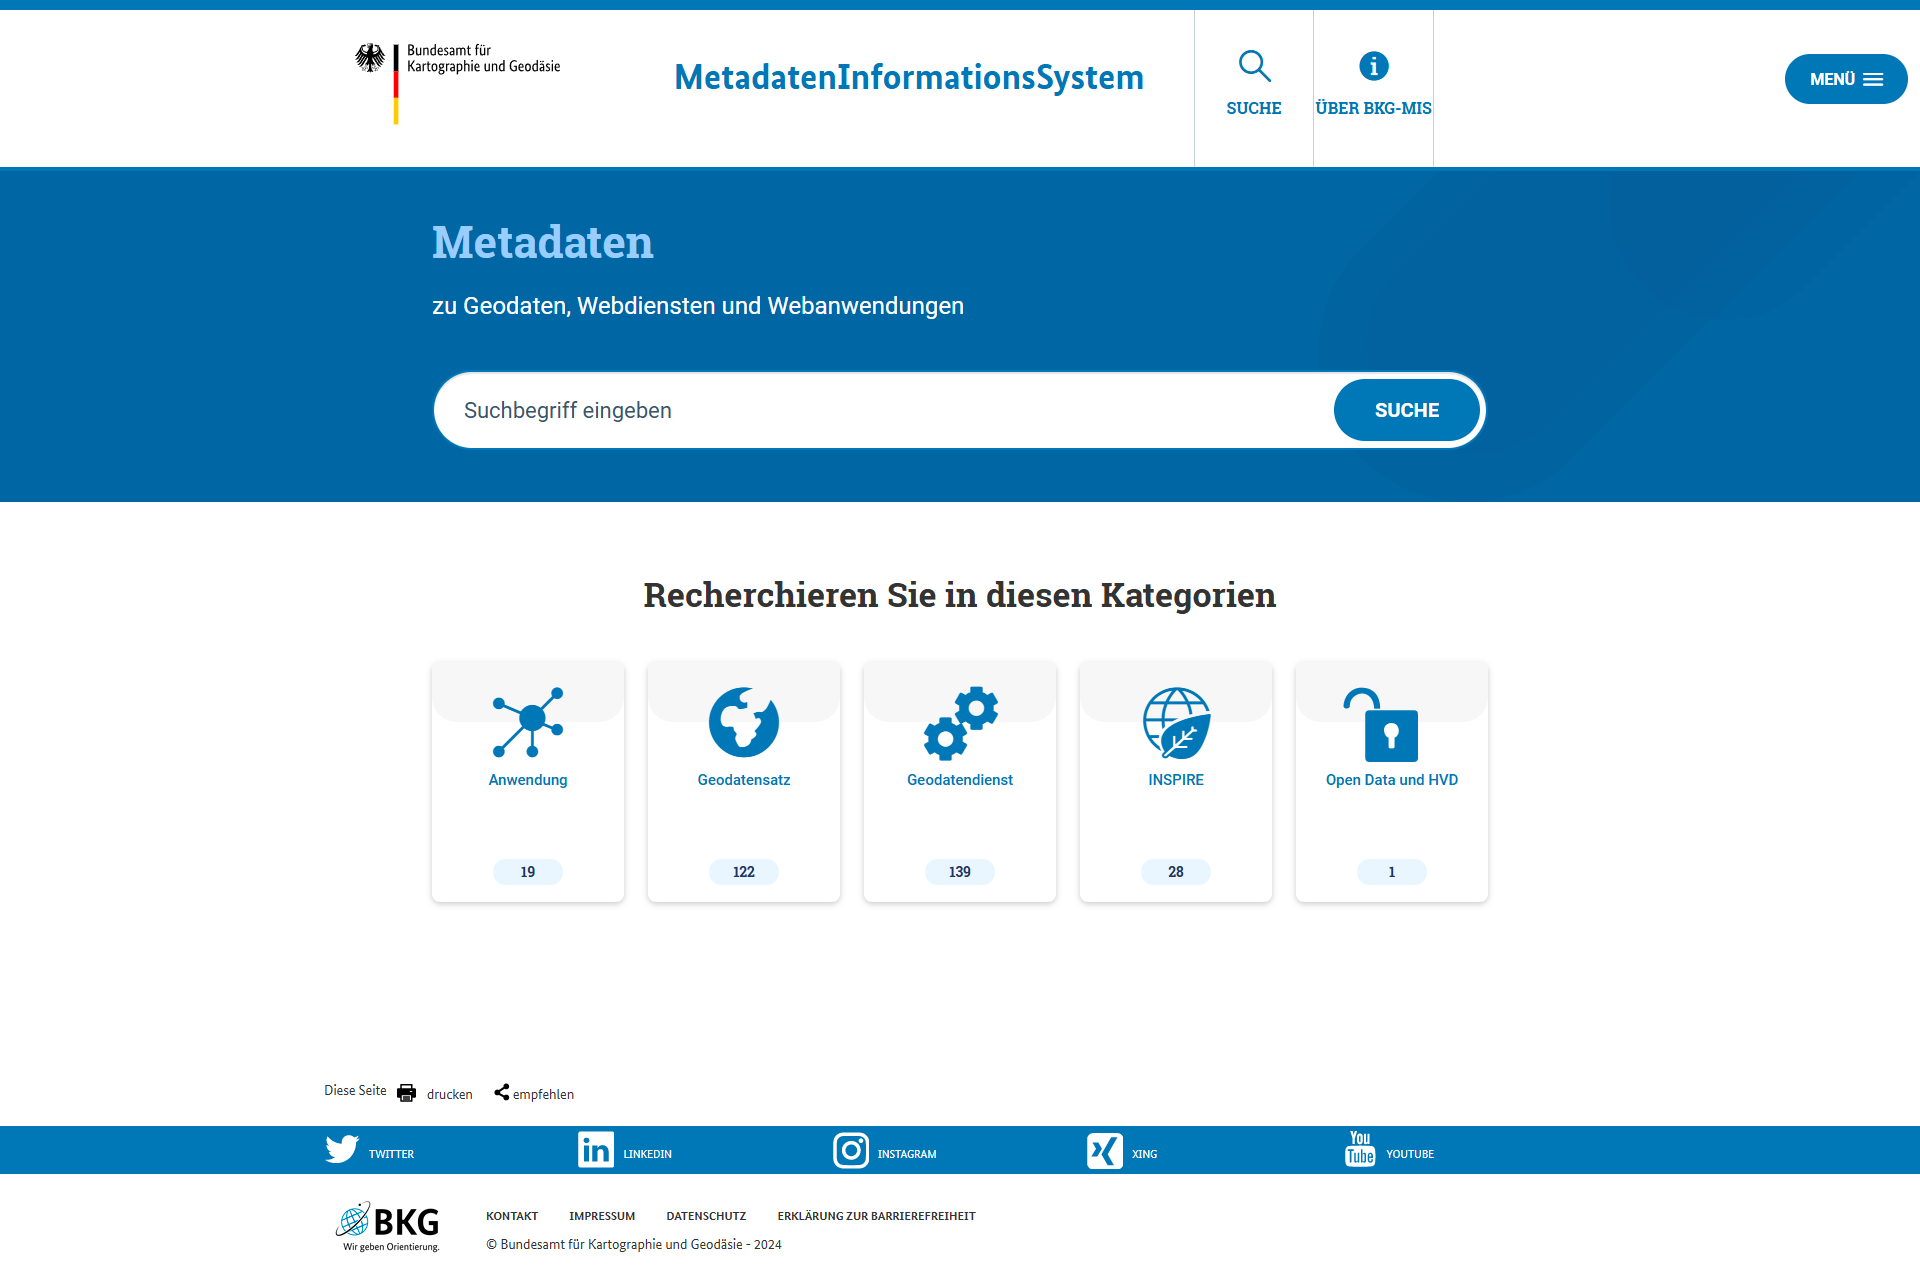 Bundesamt für
Kartographie und Geodäsie
MetadatenInformationsSystem
SUCHE
ÜBER BKG-MIS
MENÜ
Metadaten
zu Geodaten, Webdiensten und Webanwendungen
Suchbegriff eingeben
SUCHE
Recherchieren Sie in diesen Kategorien
Anwendung
19
Geodatensatz
122
Geodatendienst
139
INSPIRE
28
Open Data und HVD
1
Diese Seite
drucken
empfehlen
TWITTER
in
LINKEDIN
INSTAGRAM
XING
You
Tube
YOUTUBE
BKG
Wir geben Orientierung.
KONTAKT
IMPRESSUM
DATENSCHUTZ
ERKLÄRUNG ZUR BARRIEREFREIHEIT
© Bundesamt für Kartographie und Geodäsie - 2024